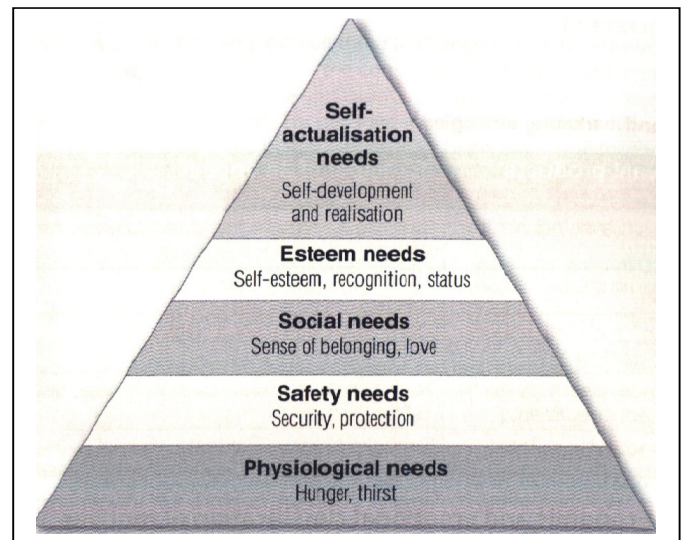 Self-
actualisation
needs
Self-development
and realisation
Esteem needs
Self-esteem, recognition, status
Social needs
Sense of belonging, love
Safety needs
Security, protection
Physiological needs
Hunger, thirst